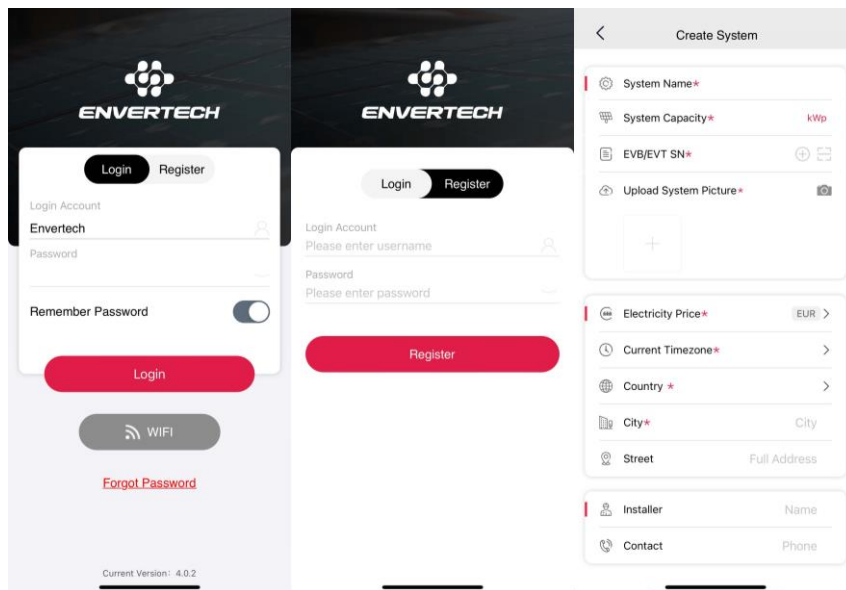 ENVERTECH
Login Register
Login Account
Envertech
Password
Remember Password
Login
WIFI
Forgot Password
Current Version: 4.0.2
ENVERTECH
Login Register
Login Account
Please enter username
Password
Please enter password
Register
Create System
System Name*
System Capacity* kWp
EVB/EVT SN*
Upload System Picture*
Electricity Price* EUR
Current Timezone*
Country *
City* City
Street Full Address
Installer Name
Contact Phone